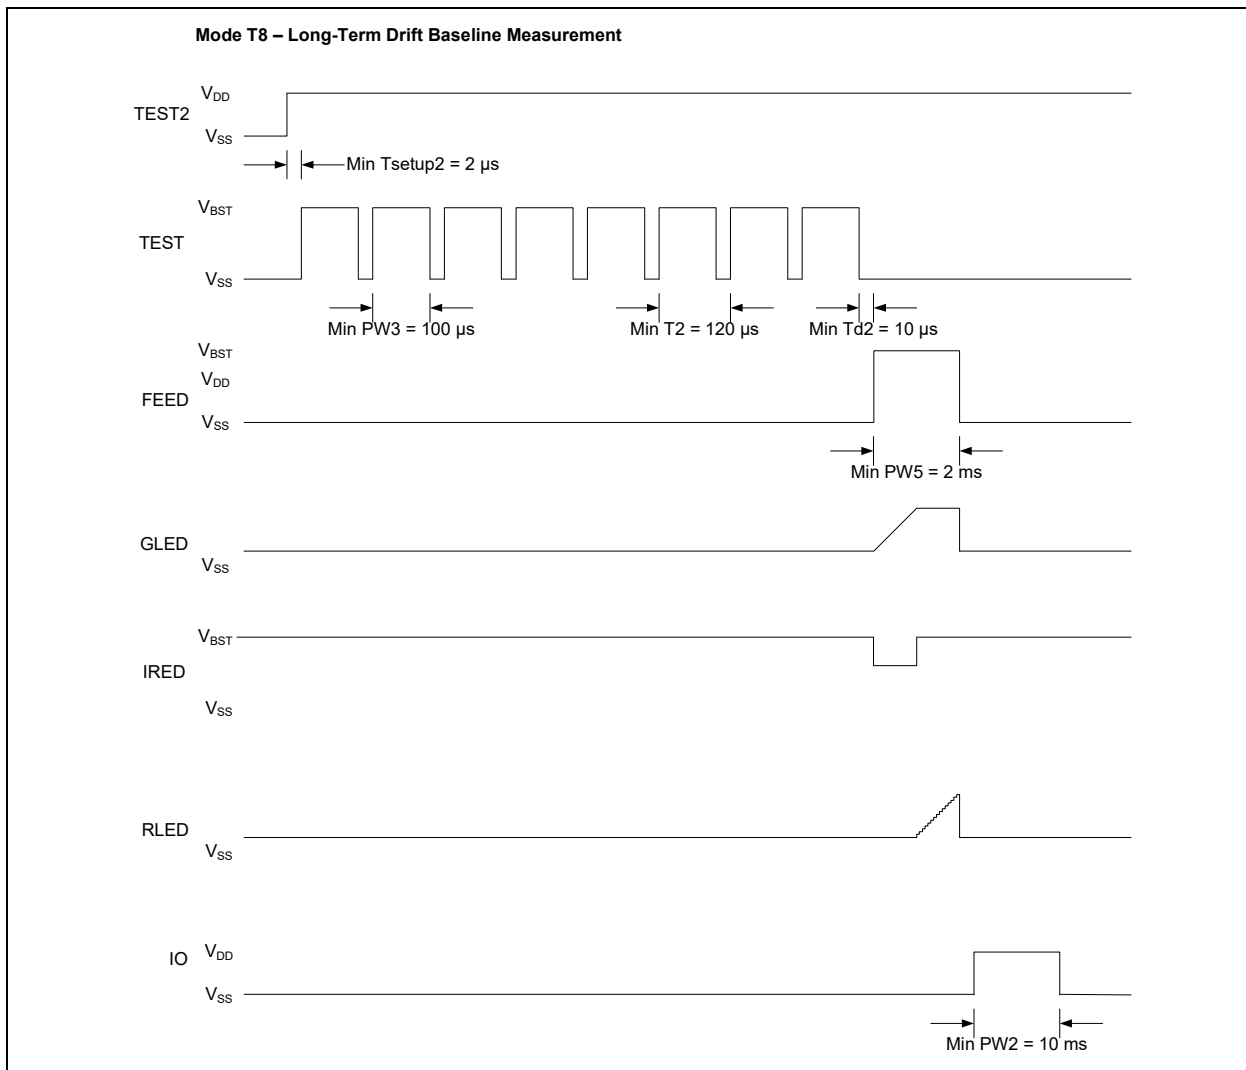 Mode T8 – Long-Term Drift Baseline Measurement
VDD
TEST2
VSS
Min Tsetup2 = 2 µs
VBST
TEST
VSS
Min PW3 = 100 µs
Min T2 = 120 µs
Min Td2 = 10 µs
VBST
VDD
FEED
VSS
Min PW5 = 2 ms
GLED
VSS
VBST
IRED
VSS
RLED
VSS
IO
VDD
VSS
Min PW2 = 10 ms